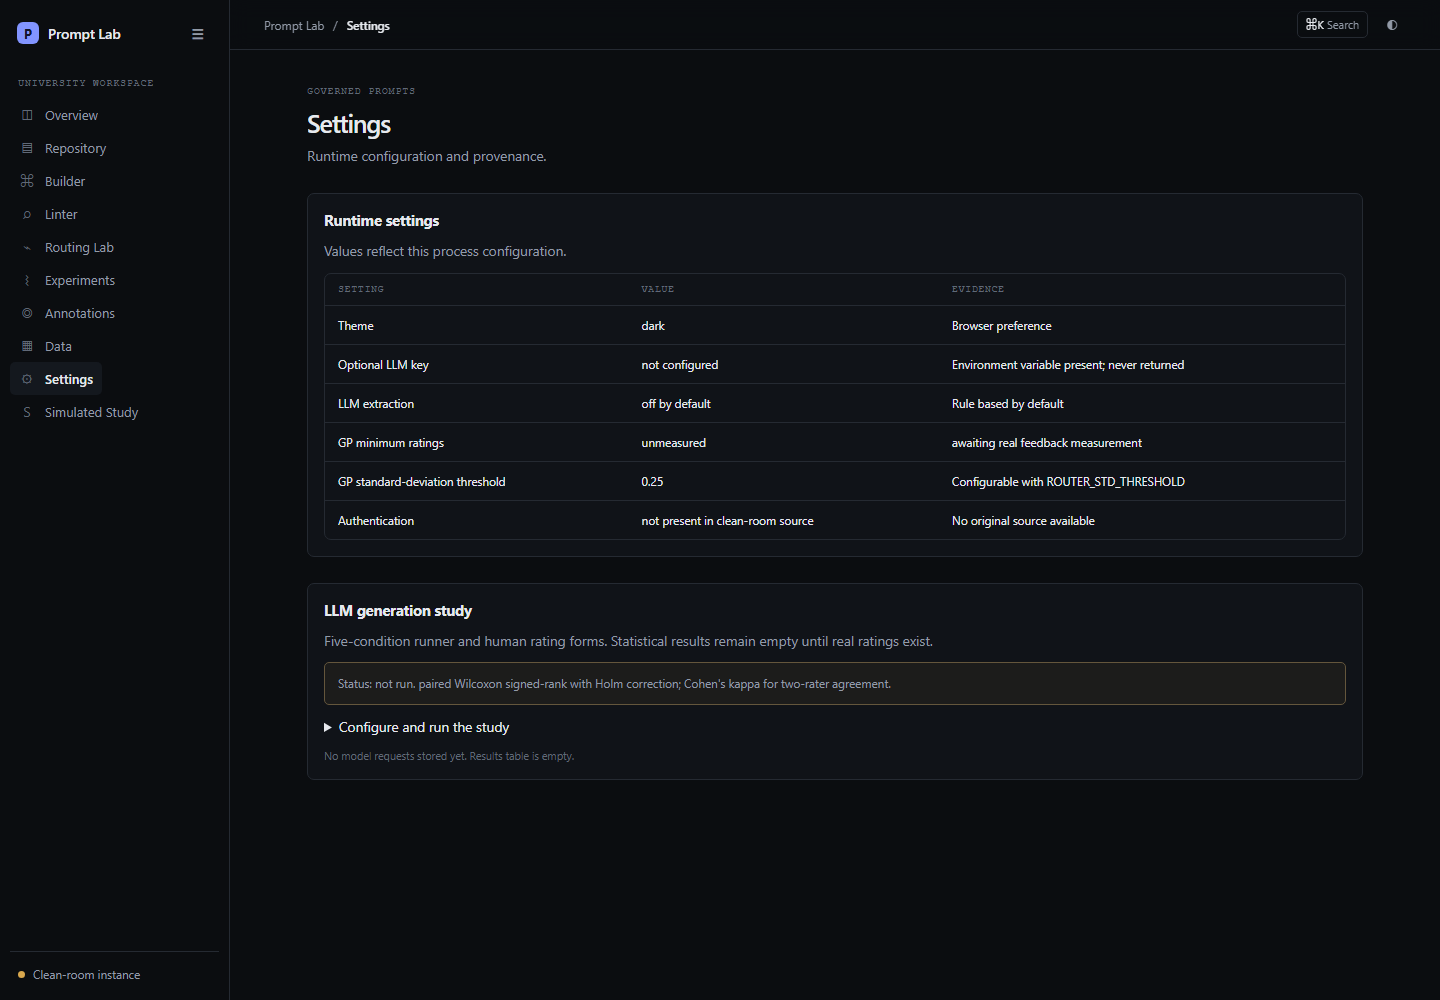 P Prompt Lab
UNIVERSITY WORKSPACE
Overview
Repository
Builder
Linter
Routing Lab
Experiments
Annotations
Data
Settings
S Simulated Study
Clean-room instance
Prompt Lab / Settings
⌘K Search
GOVERNED PROMPTS
Settings
Runtime configuration and provenance.
Runtime settings
Values reflect this process configuration.
SETTING VALUE EVIDENCE
Theme dark Browser preference
Optional LLM key not configured Environment variable present; never returned
LLM extraction off by default Rule based by default
GP minimum ratings unmeasured awaiting real feedback measurement
GP standard-deviation threshold 0.25 Configurable with ROUTER_STD_THRESHOLD
Authentication not present in clean-room source No original source available
LLM generation study
Five-condition runner and human rating forms. Statistical results remain empty until real ratings exist.
Status: not run. paired Wilcoxon signed-rank with Holm correction; Cohen's kappa for two-rater agreement.
Configure and run the study
No model requests stored yet. Results table is empty.